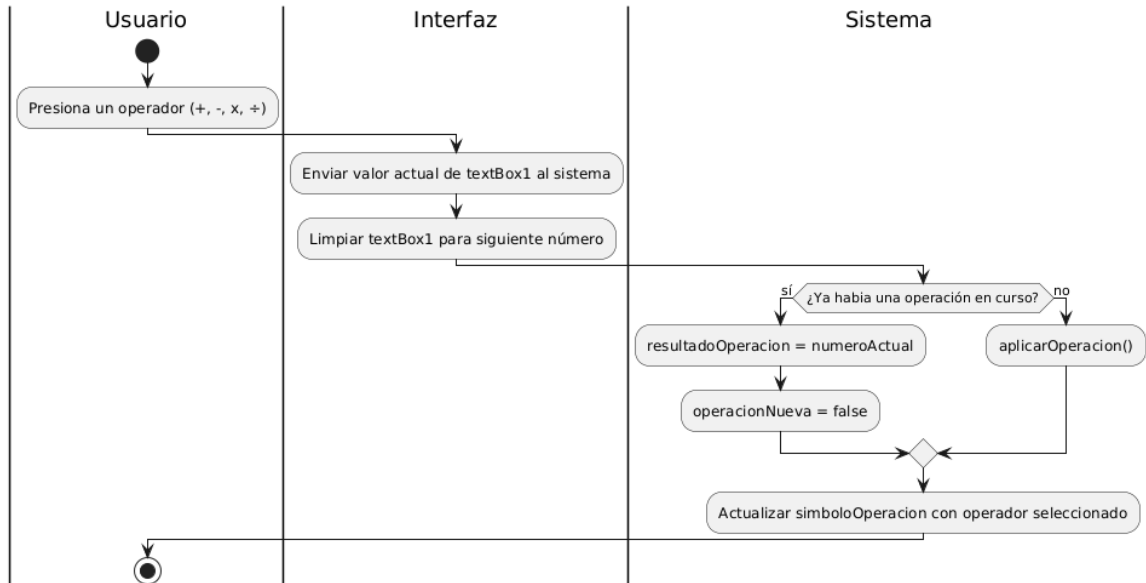 Usuario
Interfaz
Sistema
Presiona un operador (+, -, x, ÷)
Enviar valor actual de textBox1 al sistema
Limpiar textBox1 para siguiente número
¿Ya habia una operación en curso?
sí
no
resultadoOperacion = numeroActual
aplicarOperacion()
operacionNueva = false
Actualizar simboloOperacion con operador seleccionado